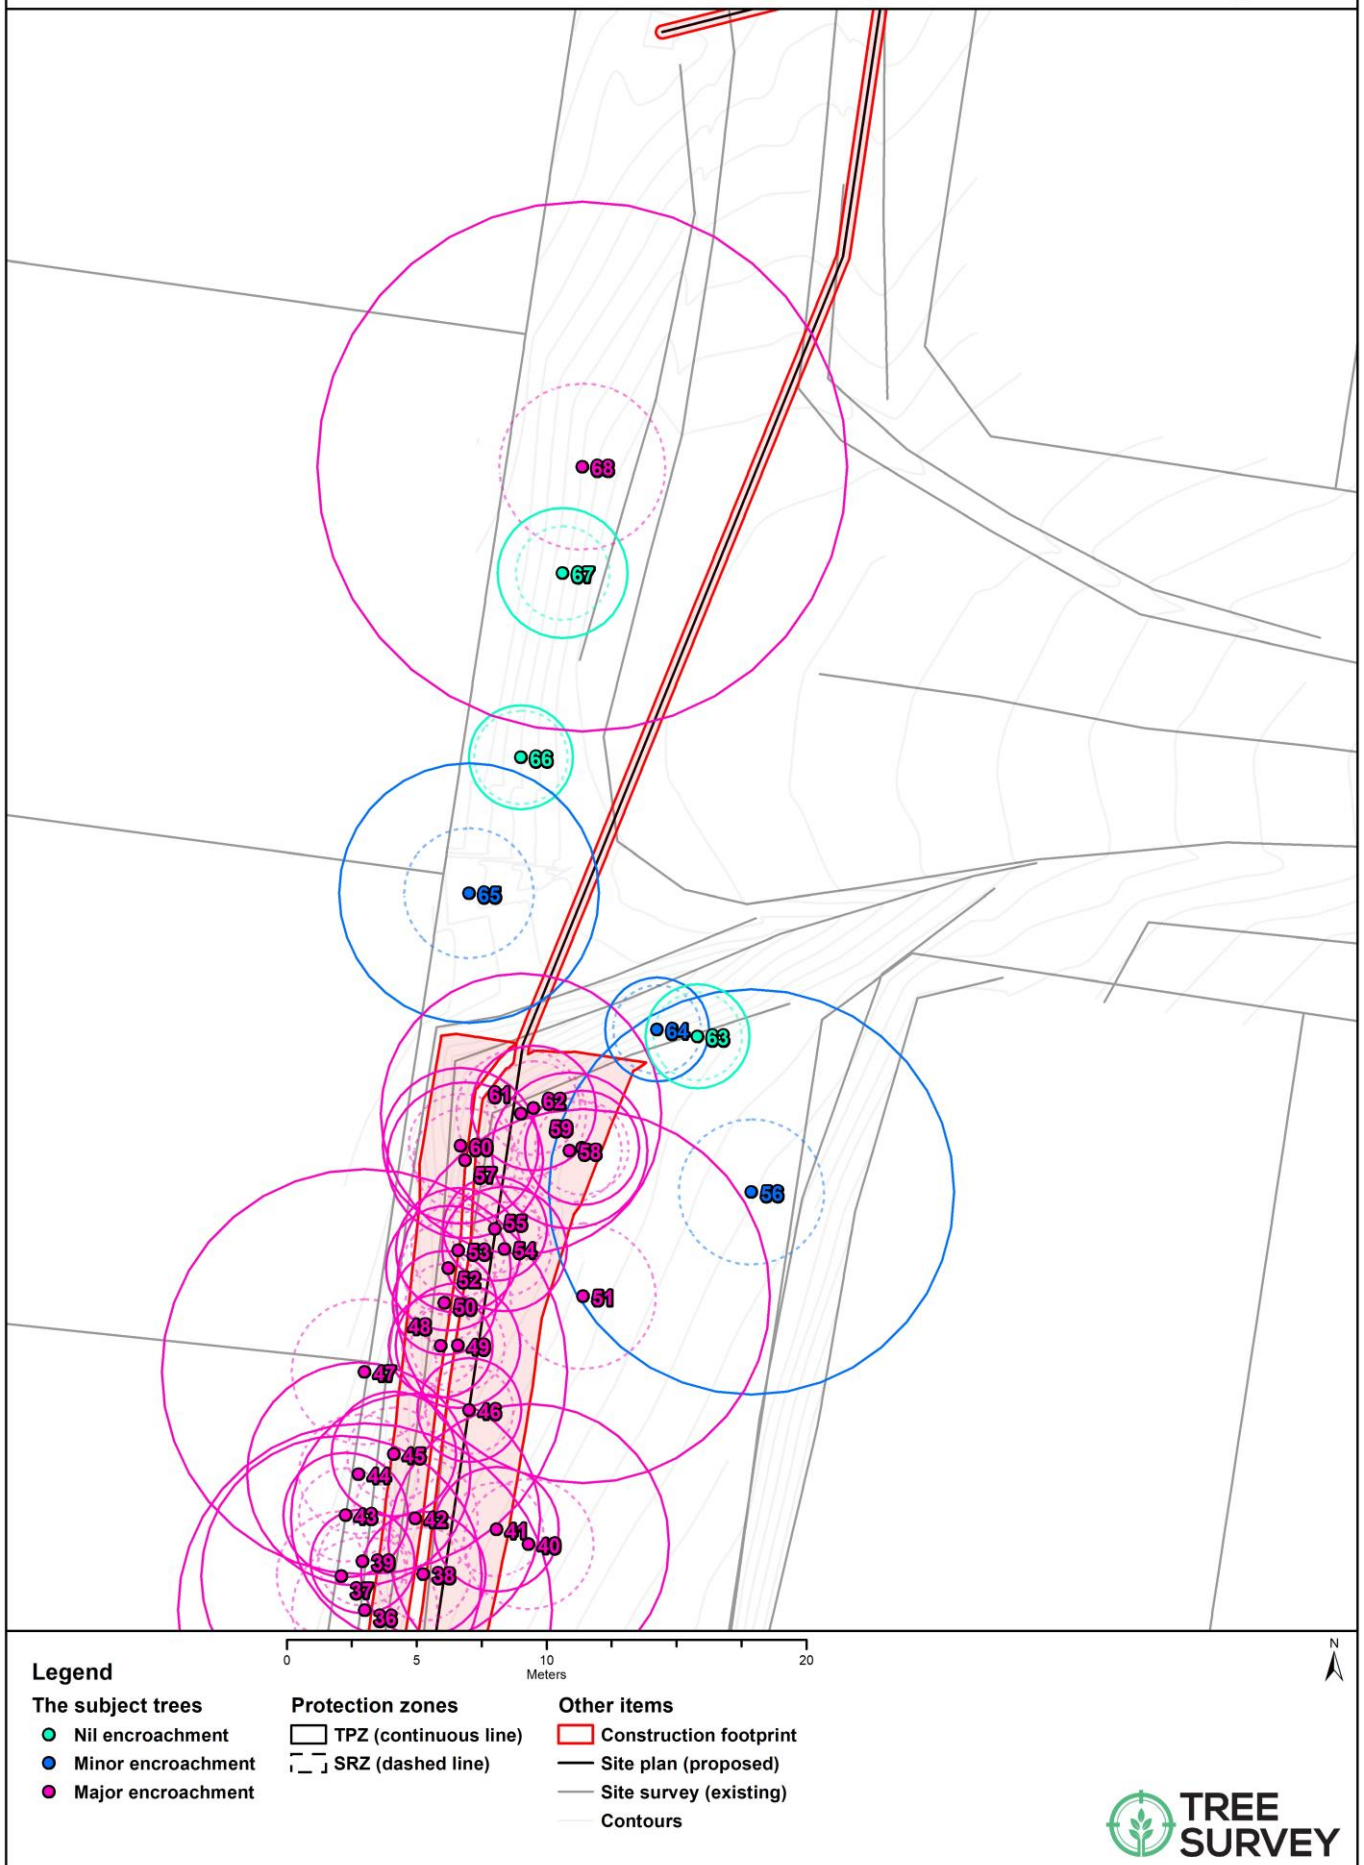 68
67
66
65
64
63
61
62
59
60
58
57
56
55
53
54
52
51
50
48
49
47
46
45
44
43
42
41
40
39
38
37
36
0 5 10 20
Meters
N
Legend
The subject trees
Nil encroachment
Minor encroachment
Major encroachment
Protection zones
TPZ (continuous line)
SRZ (dashed line)
Other items
Construction footprint
Site plan (proposed)
Site survey (existing)
Contours
TREE
SURVEY